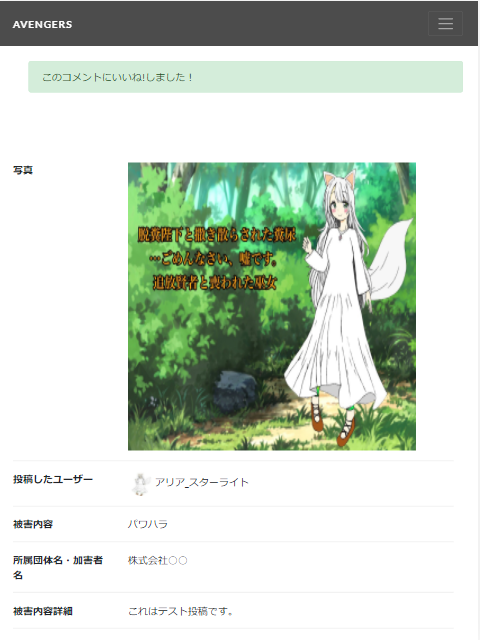 AVENGERS
このコメントにいいね!しました！
写真
脱糞陛下と撒き散らされた糞尿
…ごめんなさい、嘘です。
追放賢者と喪われた巫女
投稿したユーザー
アリア_スターライト
被害内容
パワハラ
所属団体名・加害者
名
株式会社○○
被害内容詳細
これはテスト投稿です。